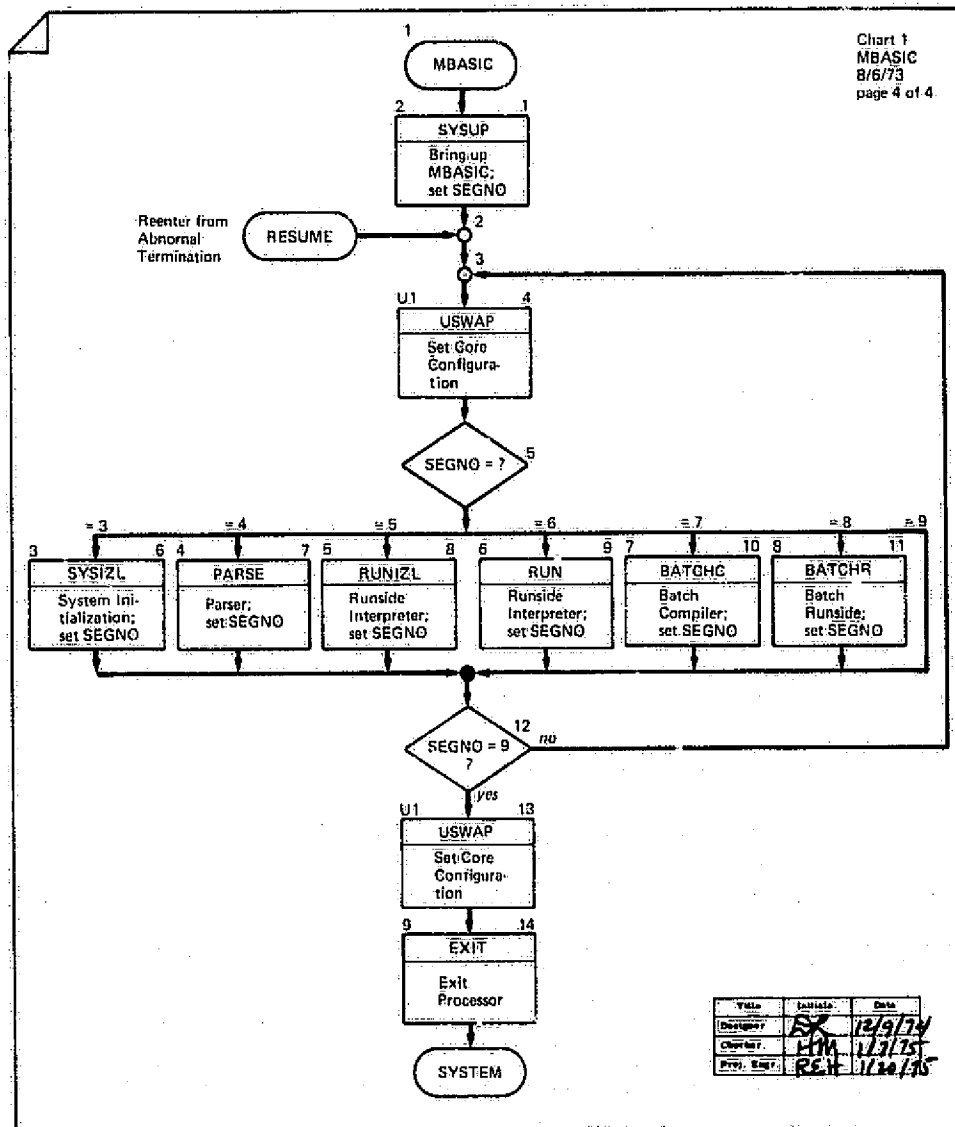 Chart 1
MBASIC
8/6/73
page 4 of 4
1
MBASIC
2 1
SYSUP
Bring up
MBASIC;
set SEGNO
Reenter from
Abnormal
Termination
RESUME
2
3
U1 4
USWAP
Set Core
Configura-
tion
SEGNO = ?
5
= 3 = 4 = 5 = 6 = 7 = 8 = 9
3 6
SYSIZL
System Ini-
tialization;
set SEGNO
4 7
PARSE
Parser;
set SEGNO
5 8
RUNIZL
Runside
Interpreter;
set SEGNO
6 9
RUN
Runside
Interpreter;
set SEGNO
7 10
BATCHC
Batch
Compiler;
set SEGNO
8 11
BATCHR
Batch
Runside;
set SEGNO
12
SEGNO = 9
?
no
yes
U1 13
USWAP
Set Core
Configura-
tion
9 14
EXIT
Exit
Processor
SYSTEM
Title Initials Date
Designer 12/9/74
Checker HM 1/7/75
Proj. Engr. REH 1/20/75